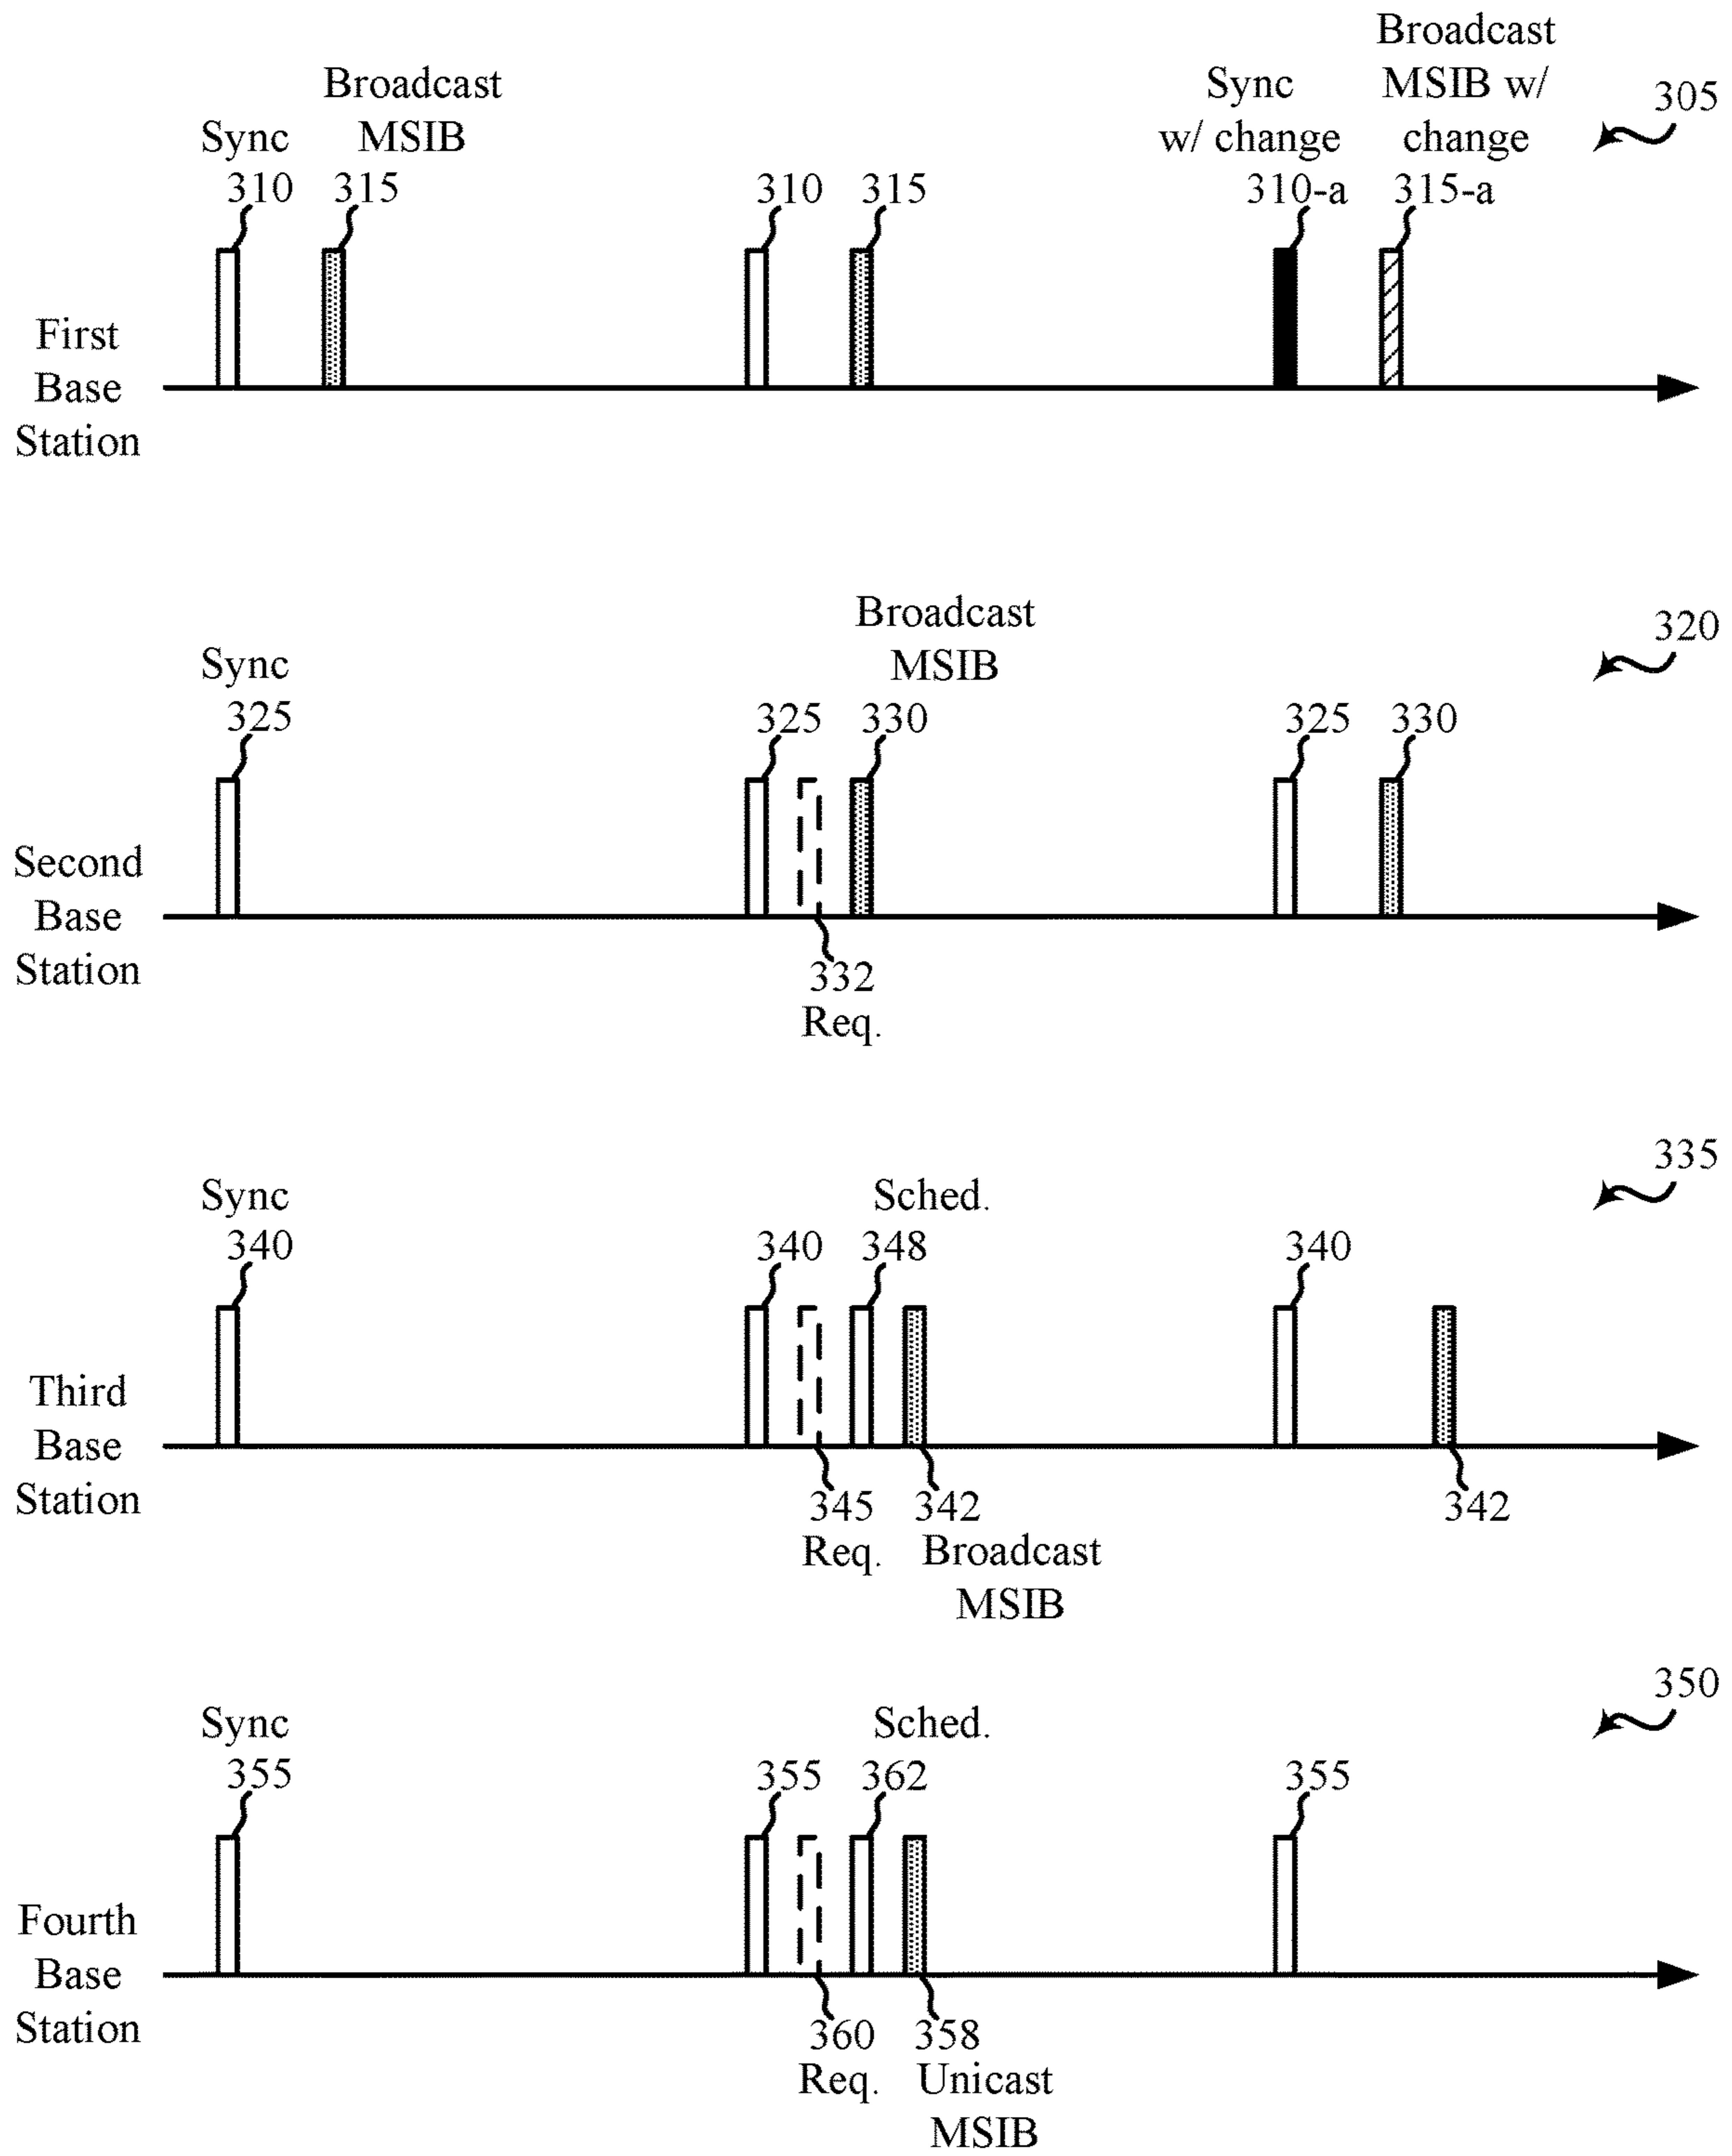 Broadcast
MSIB w/
change
315-a
Sync
w/ change
310-a
Broadcast
MSIB
315
Sync
310
310
315
305
First
Base
Station
Broadcast
MSIB
320
Sync
325
325
330
325
330
Second
Base
Station
332
Req.
335
Sync
340
340
Sched.
348
340
Third
Base
Station
345
Req.
342
Broadcast
MSIB
342
350
Sync
355
355
Sched.
362
355
Fourth
Base
Station
360
Req.
358
Unicast
MSIB